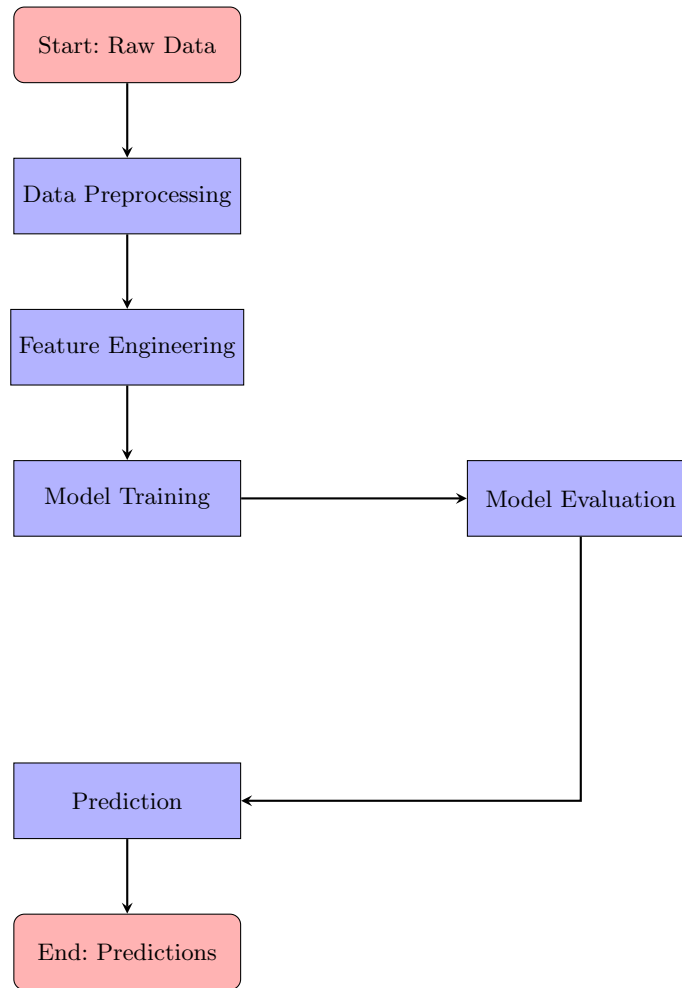 Start: Raw Data
Data Preprocessing
Feature Engineering
Model Training
Model Evaluation
Prediction
End: Predictions